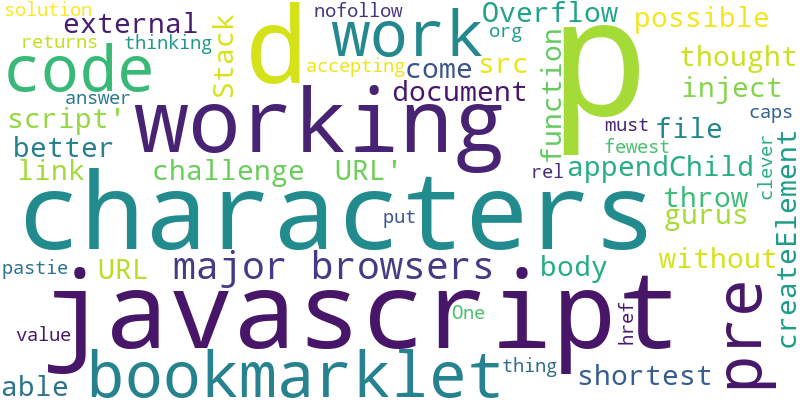 solution
external
nofollow
Overflow
possible
returns
thinking
Stack
d
work
org
p
code
accepting
come
src
function
thought
answer
document
inject
script'
working
must
file
caps
better
fewest
link
challenge
URL'
rel
appendChild
clever
createElement
characters
put
throw
gurus
pastie
URL
major browsers
body
without
javascript
pre
value
One
href
able
bookmarklet
thing
shortest